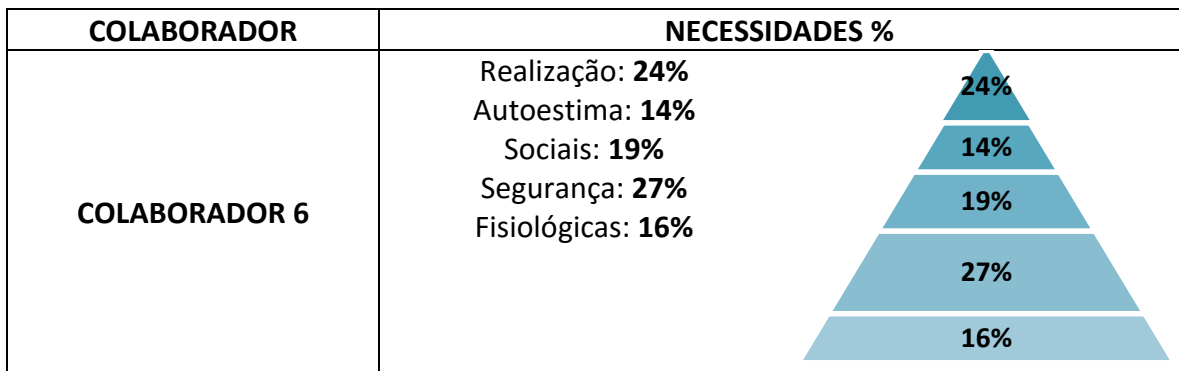 COLABORADOR
NECESSIDADES %
COLABORADOR 6
Realização: 24%
Autoestima: 14%
Sociais: 19%
Segurança: 27%
Fisiológicas: 16%
24%
14%
19%
27%
16%